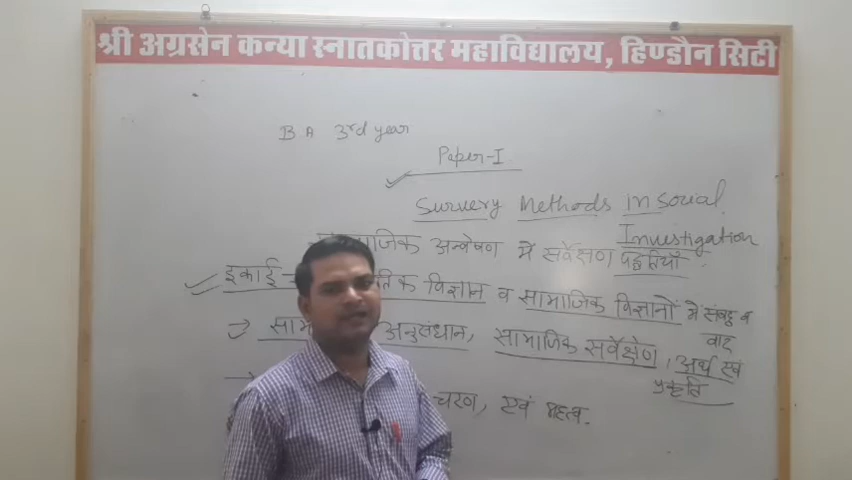 श्री अग्रसेन कन्या स्नातकोत्तर महाविद्यालय, हिण्डौन सिटी
B A 3rd year
Paper-I
Survery Methods in Social
Investigation
अन्वेषण में सर्वेक्षण पद्धतियाँ
इकाई विज्ञान व सामाजिक विज्ञानों में संबद्ध व
वाद
अनुसंधान, सामाजिक सर्वेक्षण, अर्थ एवं
प्रकृति
चरण, एवं महत्व.